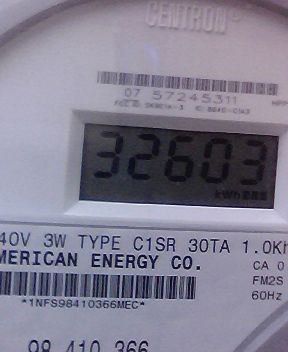 CENTRON®
07 57245311
32603
kWh
40V 3W TYPE C1SR 30TA 1.0Kh
MERICAN ENERGY CO.
CA 0
FM2S
60Hz
*1NFS98410366MEC*
98 410 366